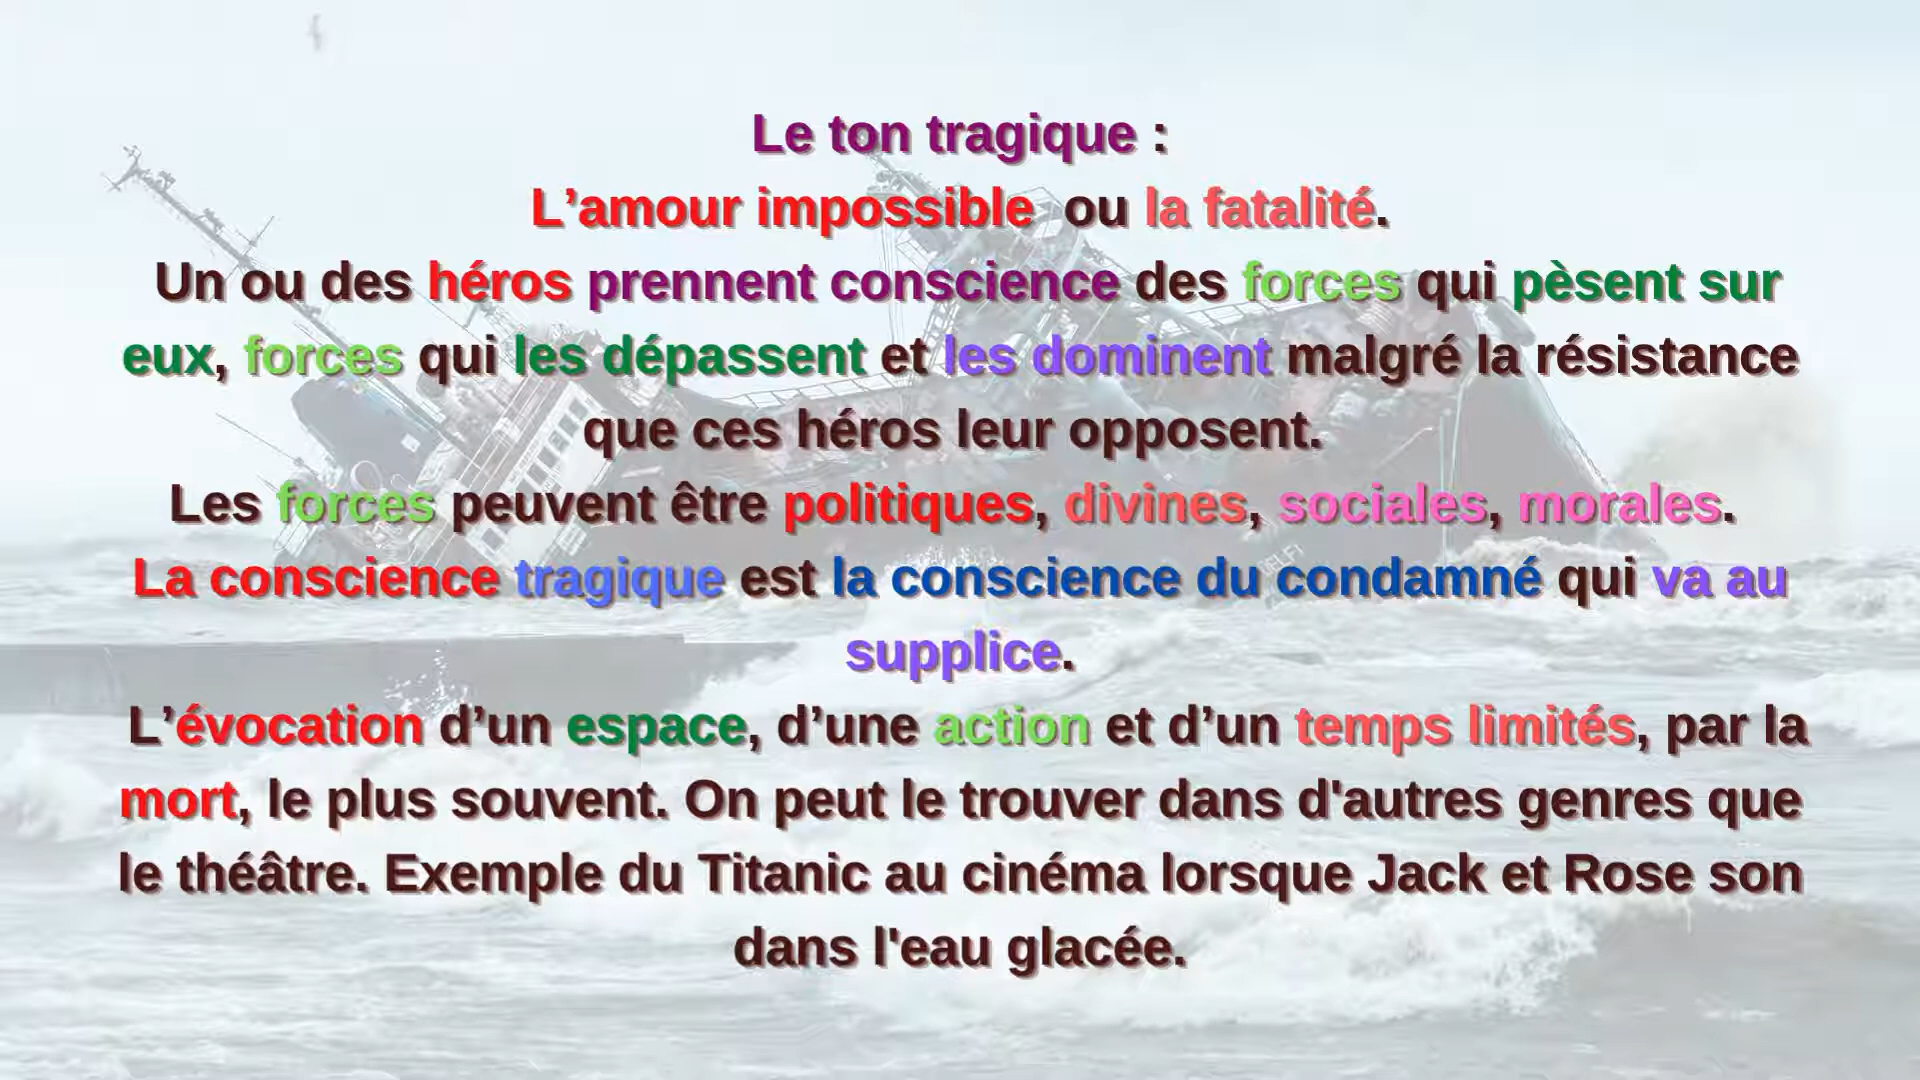 Le ton tragique :
L’amour impossible ou la fatalité.
Un ou des héros prennent conscience des forces qui pèsent sur
eux, forces qui les dépassent et les dominent malgré la résistance
que ces héros leur opposent.
Les forces peuvent être politiques, divines, sociales, morales.
La conscience tragique est la conscience du condamné qui va au
supplice.
L’évocation d’un espace, d’une action et d’un temps limités, par la
mort, le plus souvent. On peut le trouver dans d'autres genres que
le théâtre. Exemple du Titanic au cinéma lorsque Jack et Rose son
dans l'eau glacée.
DELFI